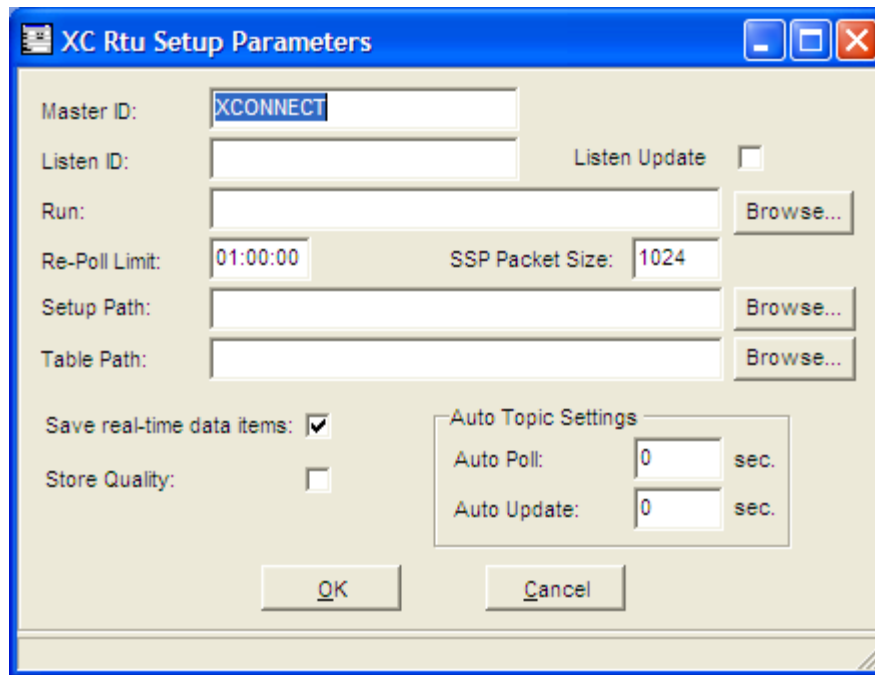 XC Rtu Setup Parameters
Master ID: XCONNECT
Listen ID: Listen Update
Run: Browse...
Re-Poll Limit: 01:00:00 SSP Packet Size: 1024
Setup Path: Browse...
Table Path: Browse...
Save real-time data items:
Store Quality:
Auto Topic Settings
Auto Poll: 0 sec.
Auto Update: 0 sec.
OK Cancel